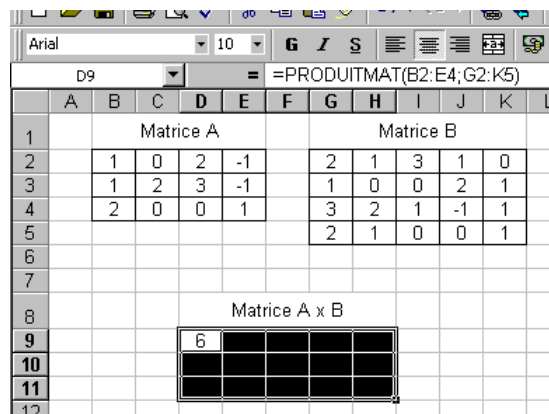 Arial 10 G I S
D9 = =PRODUITMAT(B2:E4;G2:K5)
A B C D E F G H I J K L
1 Matrice A Matrice B
2 1 0 2 -1 2 1 3 1 0
3 1 2 3 -1 1 0 0 2 1
4 2 0 0 1 3 2 1 -1 1
5 2 1 0 0 1
6
7
8 Matrice A x B
9 6
10
11
12